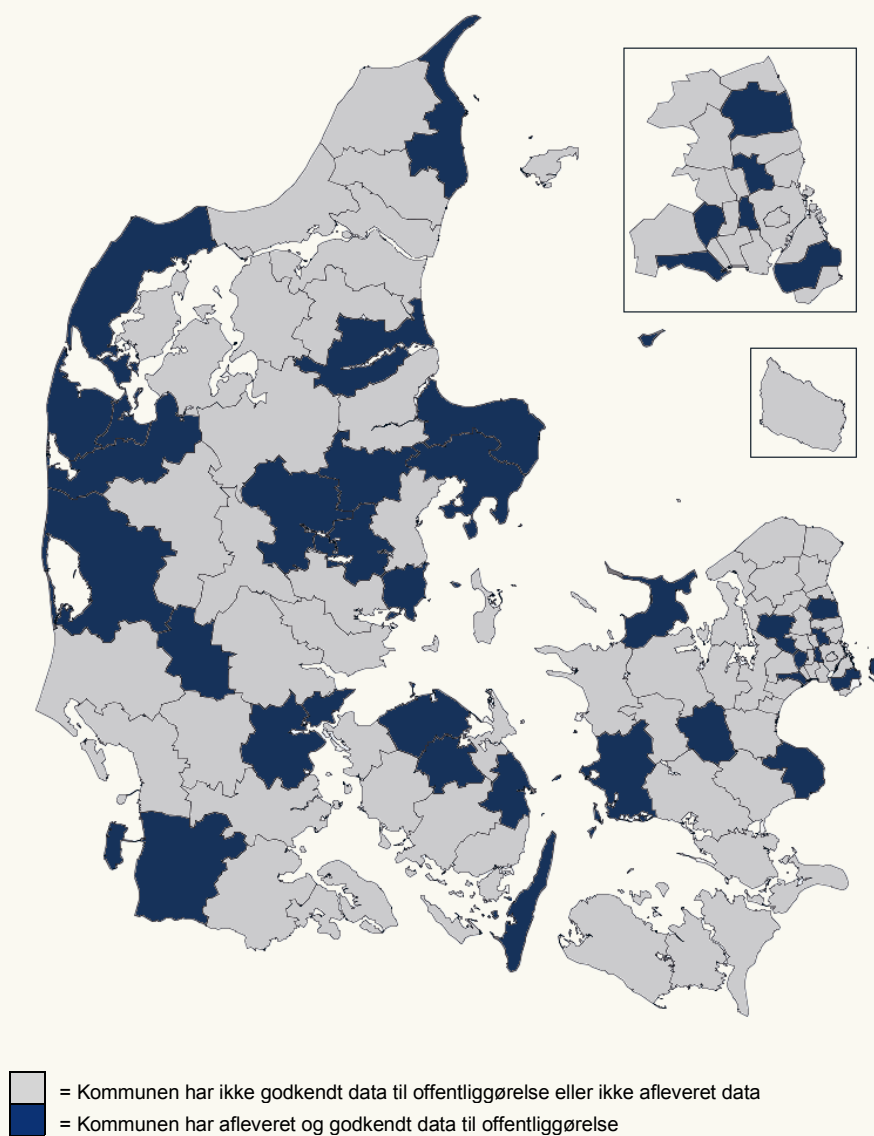 = Kommunen har ikke godkendt data til offentliggørelse eller ikke afleveret data
= Kommunen har afleveret og godkendt data til offentliggørelse